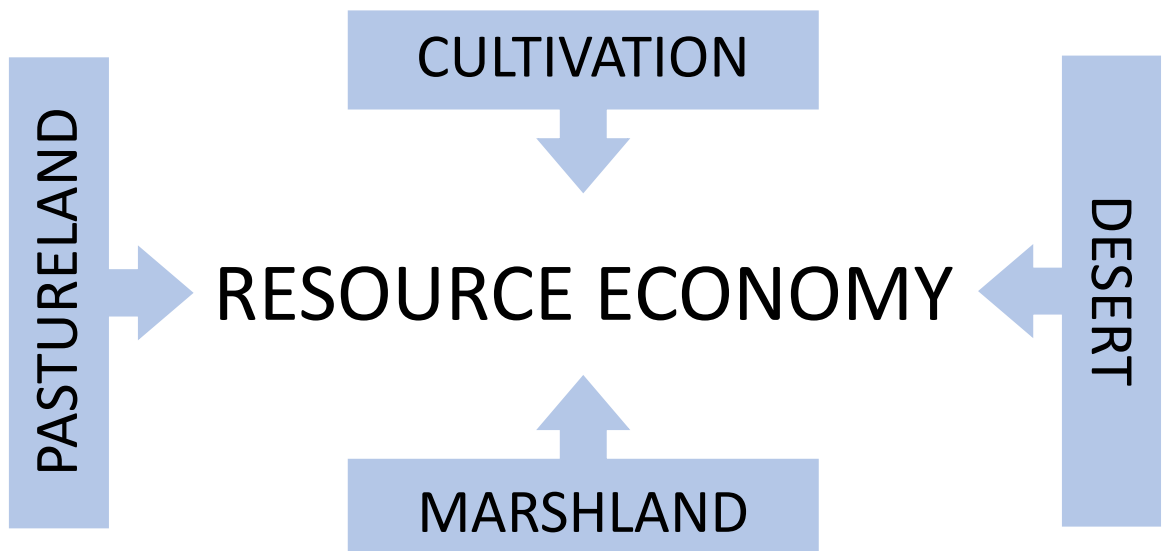 CULTIVATION
PASTURELAND
RESOURCE ECONOMY
DESERT
MARSHLAND